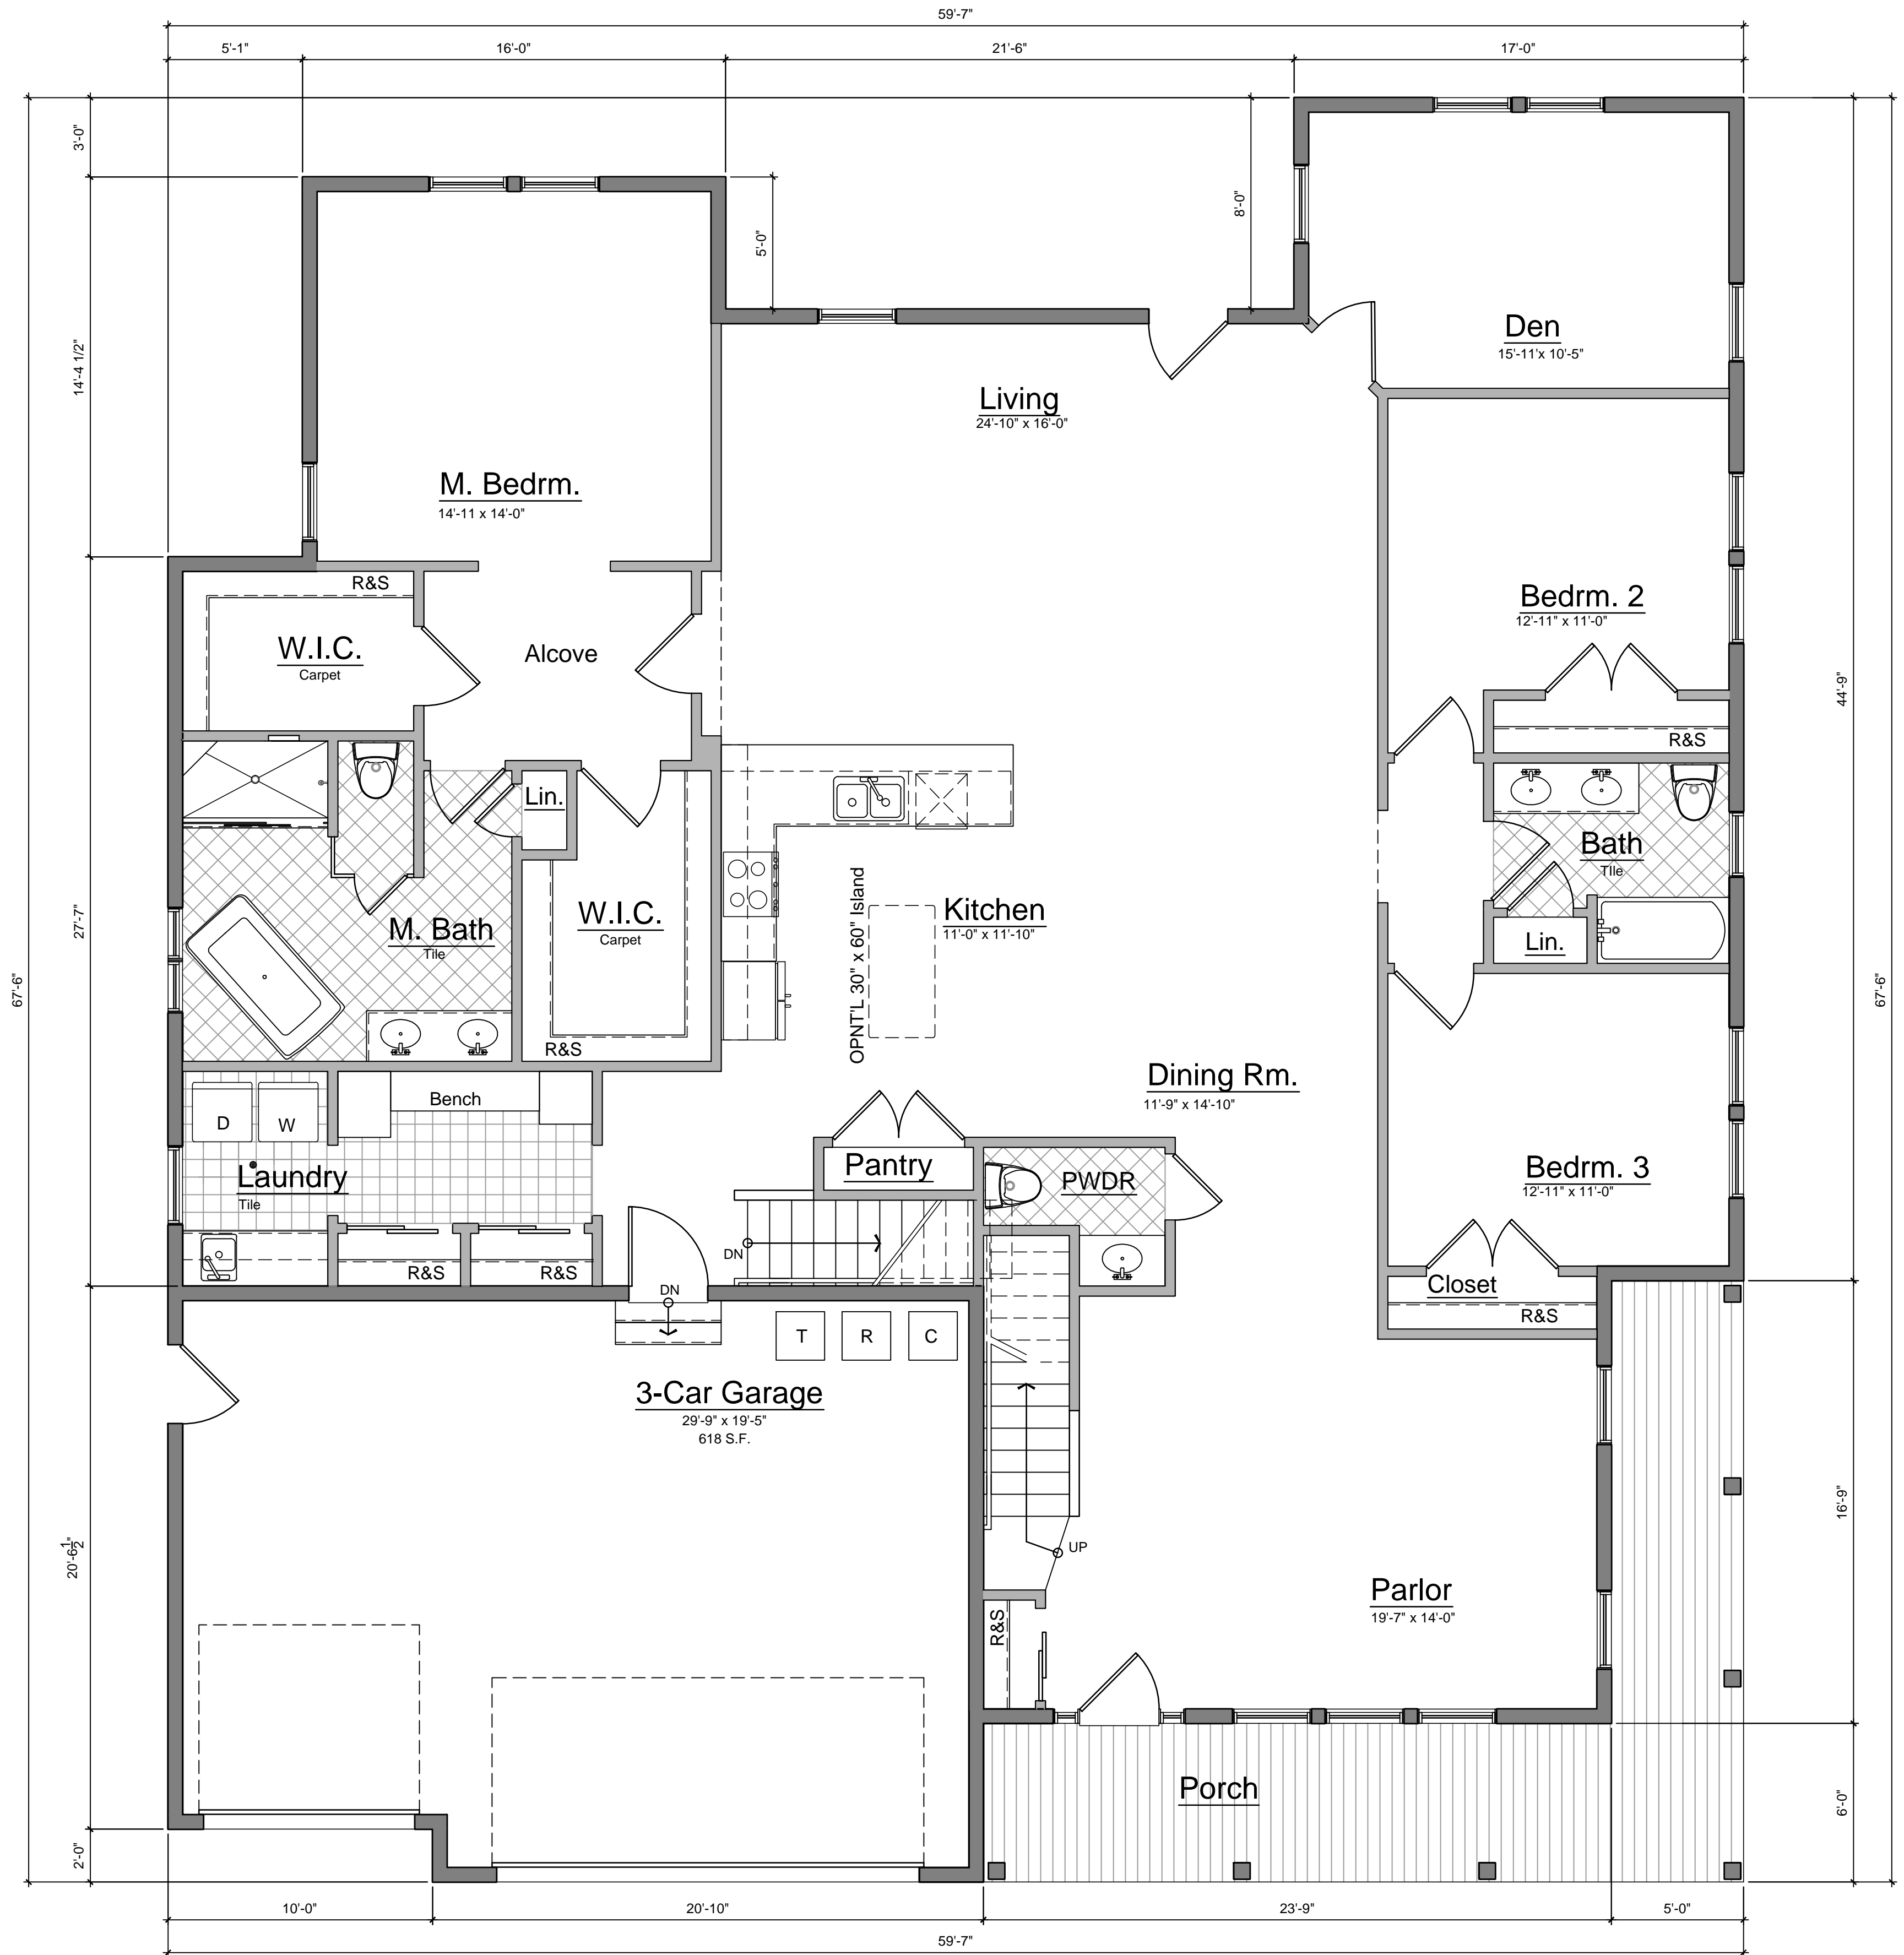 59'-7"
5'-1"
16'-0"
21'-6"
17'-0"
3'-0"
5'-0"
8'-0"
14'-4 1/2"
Den
15'-11'x 10'-5"
Living
24'-10" x 16'-0"
M. Bedrm.
14'-11 x 14'-0"
R&S
W.I.C.
Carpet
Alcove
Bedrm. 2
12'-11" x 11'-0"
44'-9"
R&S
Lin.
Bath
TIle
Lin.
27'-7"
67'-6"
67'-6"
M. Bath
Tile
W.I.C.
Carpet
R&S
OPNT'L 30" x 60" Island
Kitchen
11'-0" x 11'-10"
Dining Rm.
11'-9" x 14'-10"
D
W
Bench
Laundry
Tile
R&S
R&S
Pantry
PWDR
DN
DN
Bedrm. 3
12'-11" x 11'-0"
Closet
R&S
T
R
C
3-Car Garage
29'-9" x 19'-5"
618 S.F.
20'-6 1/2"
16'-9"
UP
R&S
Parlor
19'-7" x 14'-0"
Porch
2'-0"
6'-0"
10'-0"
20'-10"
23'-9"
5'-0"
59'-7"